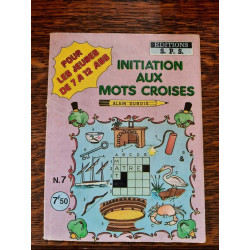 EDITIONS
S. P. S.
POUR
LES JEUNES
DE 7 A 12 ANS
INITIATION
AUX
MOTS CROISES
ALAIN DUBOIS
N.7
7F50